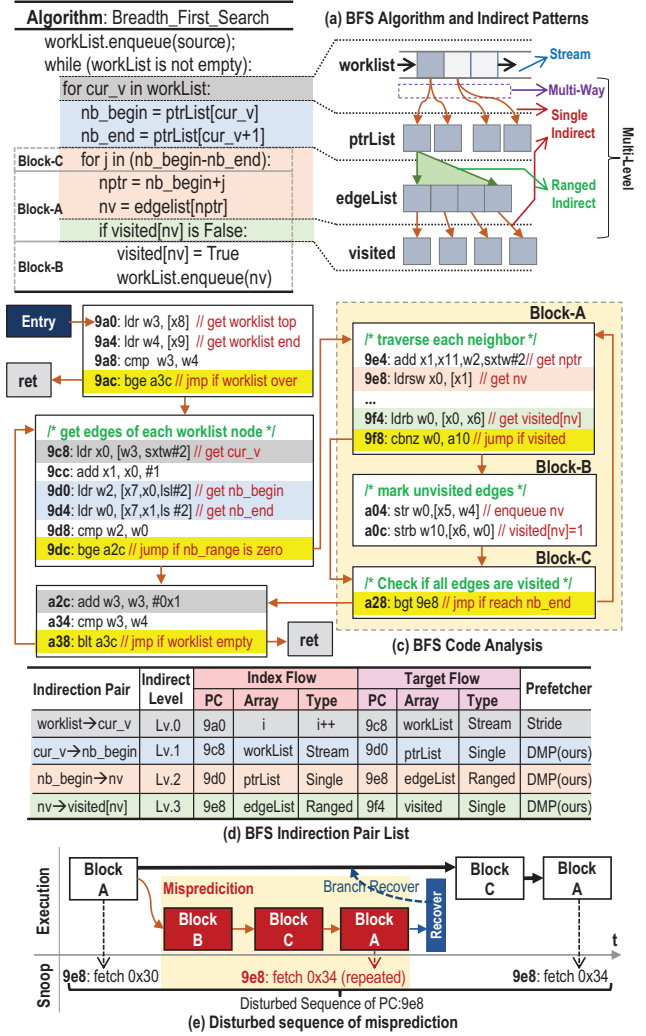 Algorithm: Breadth_First_Search
workList.enqueue(source);
while (workList is not empty):
for cur_v in workList:
nb_begin = ptrList[cur_v]
nb_end = ptrList[cur_v+1]
Block-C
for j in (nb_begin-nb_end):
Block-A
nptr = nb_begin+j
nv = edgelist[nptr]
if visited[nv] is False:
Block-B
visited[nv] = True
workList.enqueue(nv)
(a) BFS Algorithm and Indirect Patterns
worklist
Stream
Multi-Way
Single
Indirect
ptrList
Multi-Level
Ranged
Indirect
edgeList
visited
Entry
ret
9a0: ldr w3, [x8] // get worklist top
9a4: ldr w4, [x9] // get worklist end
9a8: cmp w3, w4
9ac: bge a3c // jmp if worklist over
/* get edges of each worklist node */
9c8: ldr x0, [w3, sxtw#2] // get cur_v
9cc: add x1, x0, #1
9d0: ldr w2, [x7,x0,lsl#2] // get nb_begin
9d4: ldr w0, [x7,x1,ls #2] // get nb_end
9d8: cmp w2, w0
9dc: bge a2c // jump if nb_range is zero
a2c: add w3, w3, #0x1
a34: cmp w3, w4
a38: blt a3c // jmp if worklist empty
ret
Block-A
/* traverse each neighbor */
9e4: add x1,x11,w2,sxtw#2// get nptr
9e8: ldrsw x0, [x1] // get nv
...
9f4: ldrb w0, [x0, x6] // get visited[nv]
9f8: cbnz w0, a10 // jump if visited
Block-B
/* mark unvisited edges */
a04: str w0,[x5, w4] // enqueue nv
a0c: strb w10,[x6, w0] // visited[nv]=1
Block-C
/* Check if all edges are visited */
a28: bgt 9e8 // jmp if reach nb_end
(c) BFS Code Analysis
Indirection Pair Indirect Level Index Flow Target Flow Prefetcher
PC Array Type PC Array Type
worklist→cur_v Lv.0 9a0 i i++ 9c8 workList Stream Stride
cur_v→nb_begin Lv.1 9c8 workList Stream 9d0 ptrList Single DMP(ours)
nb_begin→nv Lv.2 9d0 ptrList Single 9e8 edgeList Ranged DMP(ours)
nv→visited[nv] Lv.3 9e8 edgeList Ranged 9f4 visited Single DMP(ours)
(d) BFS Indirection Pair List
Execution
Block A
Mispredicition
Block B
Block C
Block A
Branch Recover
Recover
Block C
Block A
t
Snoop
9e8: fetch 0x30
9e8: fetch 0x34 (repeated)
9e8: fetch 0x34
Disturbed Sequence of PC:9e8
(e) Disturbed sequence of misprediction